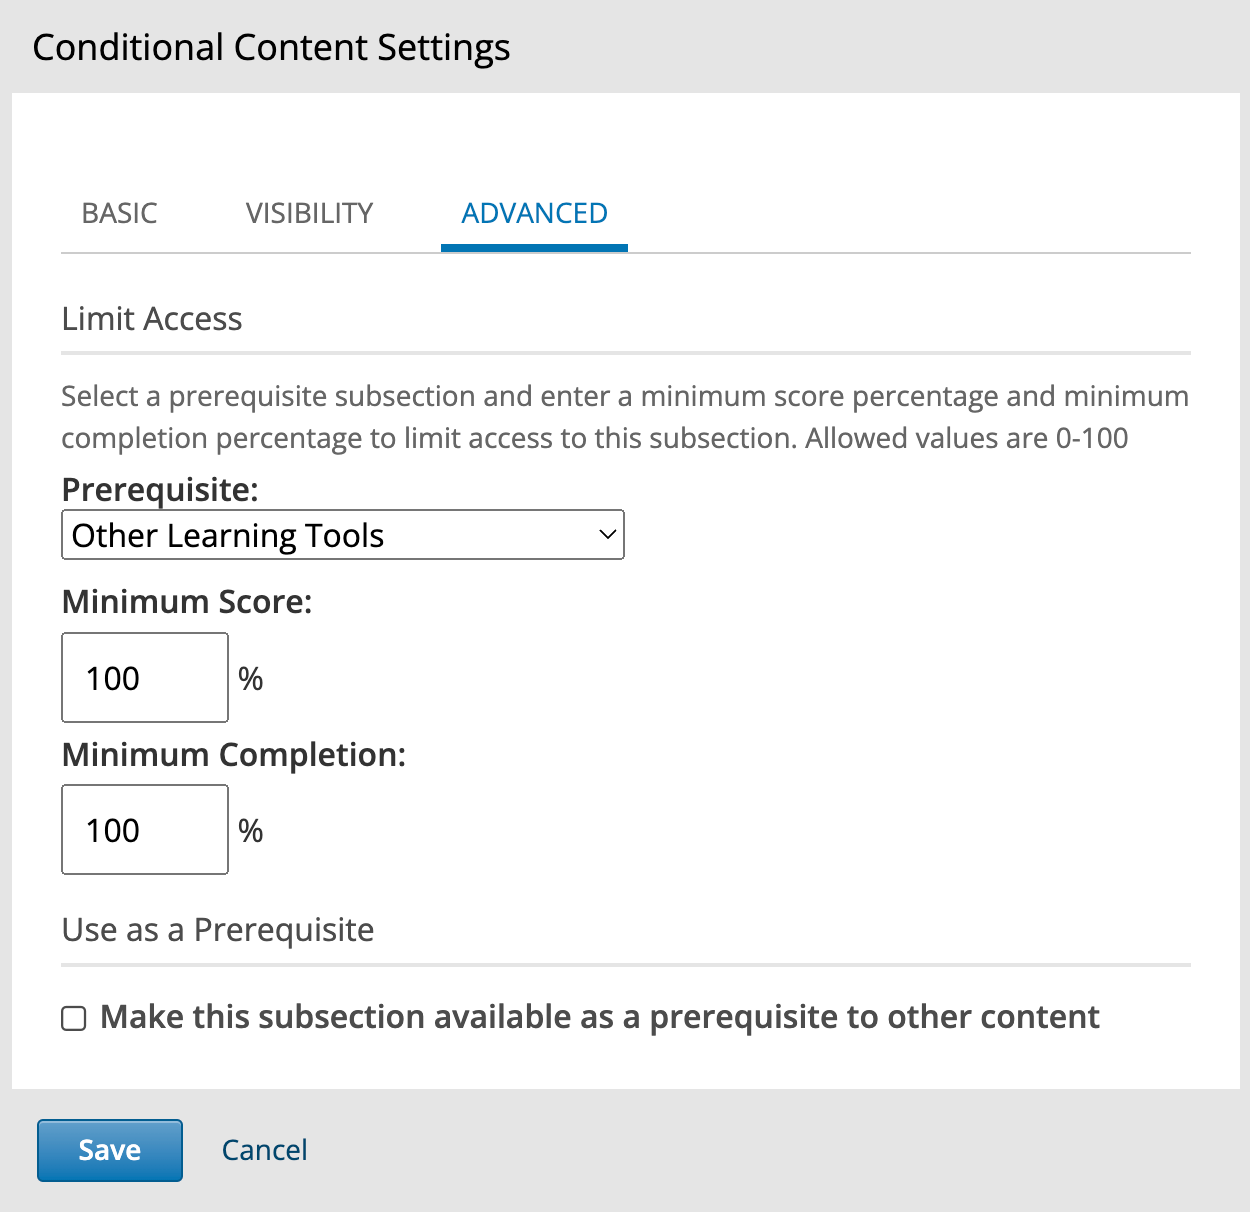 Conditional Content Settings
BASIC VISIBILITY ADVANCED
Limit Access
Select a prerequisite subsection and enter a minimum score percentage and minimum
completion percentage to limit access to this subsection. Allowed values are 0-100
Prerequisite:
Other Learning Tools
Minimum Score:
100 %
Minimum Completion:
100 %
Use as a Prerequisite
Make this subsection available as a prerequisite to other content
Save Cancel